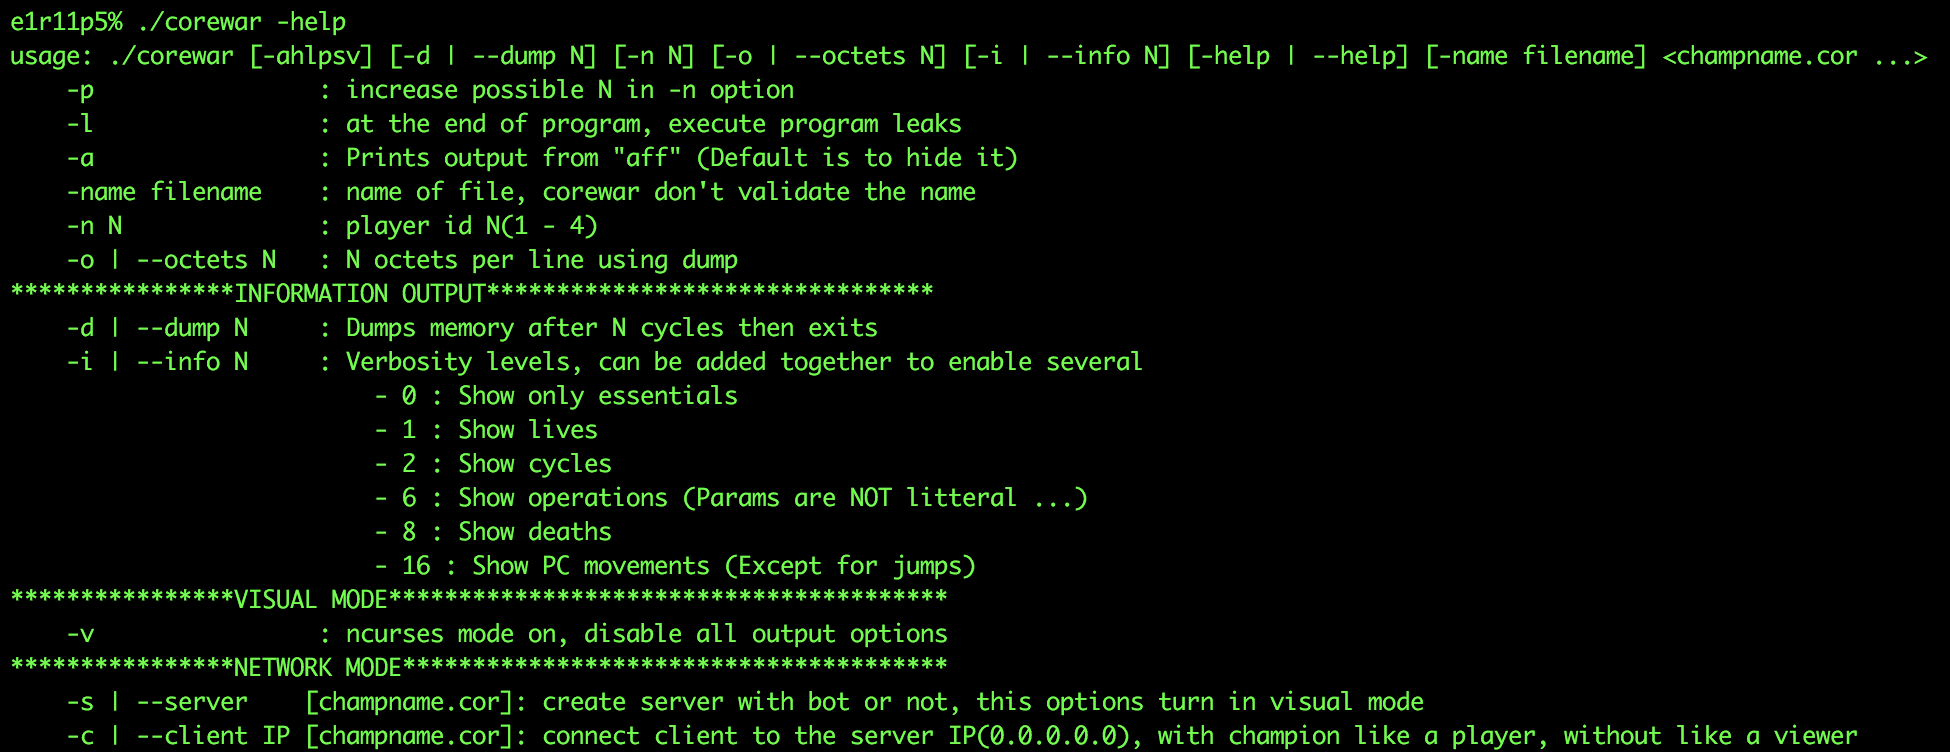 e1r11p5% ./corewar -help
usage: ./corewar [-ahlpsv] [-d | --dump N] [-n N] [-o | --octets N] [-i | --info N] [-help | --help] [-name filename] <champname.cor ...>
    -p                : increase possible N in -n option
    -l                : at the end of program, execute program leaks
    -a                : Prints output from "aff" (Default is to hide it)
    -name filename    : name of file, corewar don't validate the name
    -n N              : player id N(1 - 4)
    -o | --octets N   : N octets per line using dump
****************INFORMATION OUTPUT********************************
    -d | --dump N     : Dumps memory after N cycles then exits
    -i | --info N     : Verbosity levels, can be added together to enable several
                          - 0 : Show only essentials
                          - 1 : Show lives
                          - 2 : Show cycles
                          - 6 : Show operations (Params are NOT litteral ...)
                          - 8 : Show deaths
                          - 16 : Show PC movements (Except for jumps)
****************VISUAL MODE****************************************
    -v                : ncurses mode on, disable all output options
****************NETWORK MODE***************************************
    -s | --server    [champname.cor]: create server with bot or not, this options turn in visual mode
    -c | --client IP [champname.cor]: connect client to the server IP(0.0.0.0.0), with champion like a player, without like a viewer